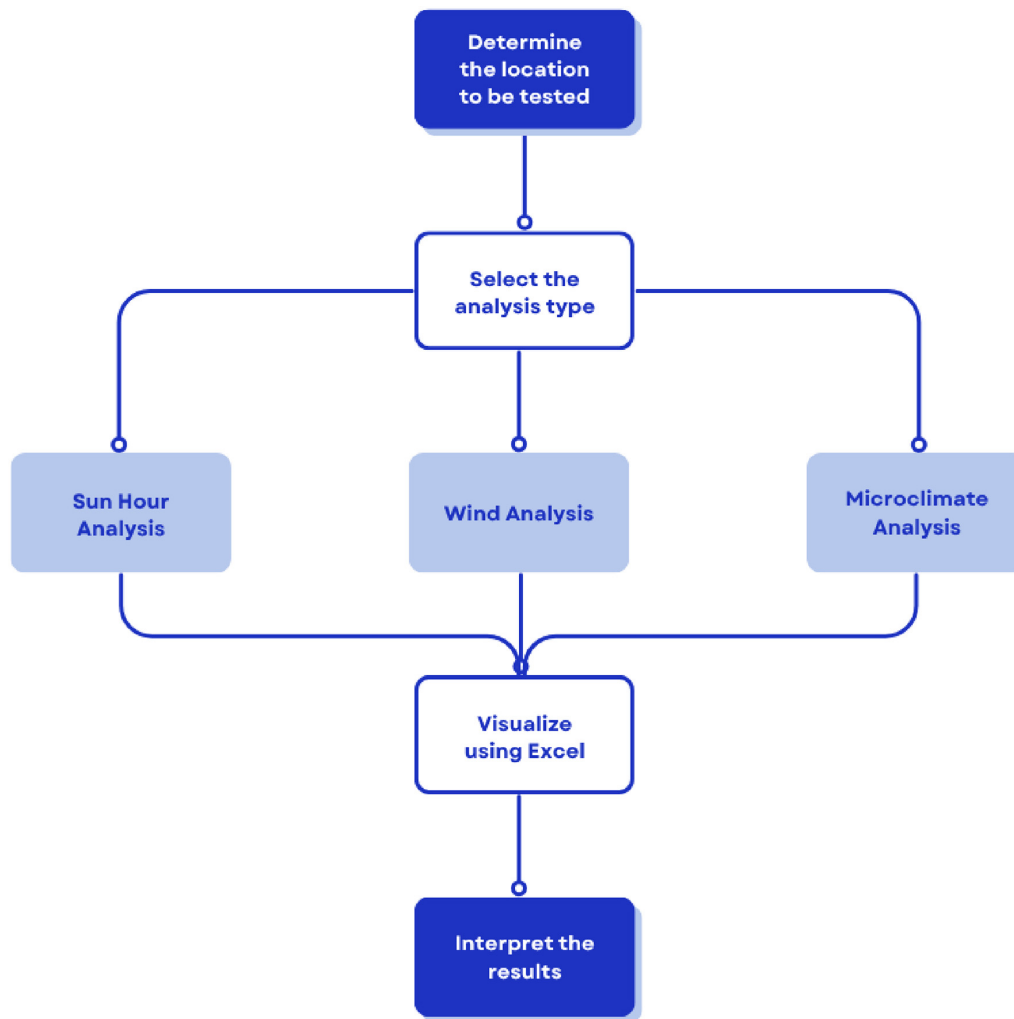 Determine
the location
to be tested
Select the
analysis type
Sun Hour
Analysis
Wind Analysis
Microclimate
Analysis
Visualize
using Excel
Interpret the
results